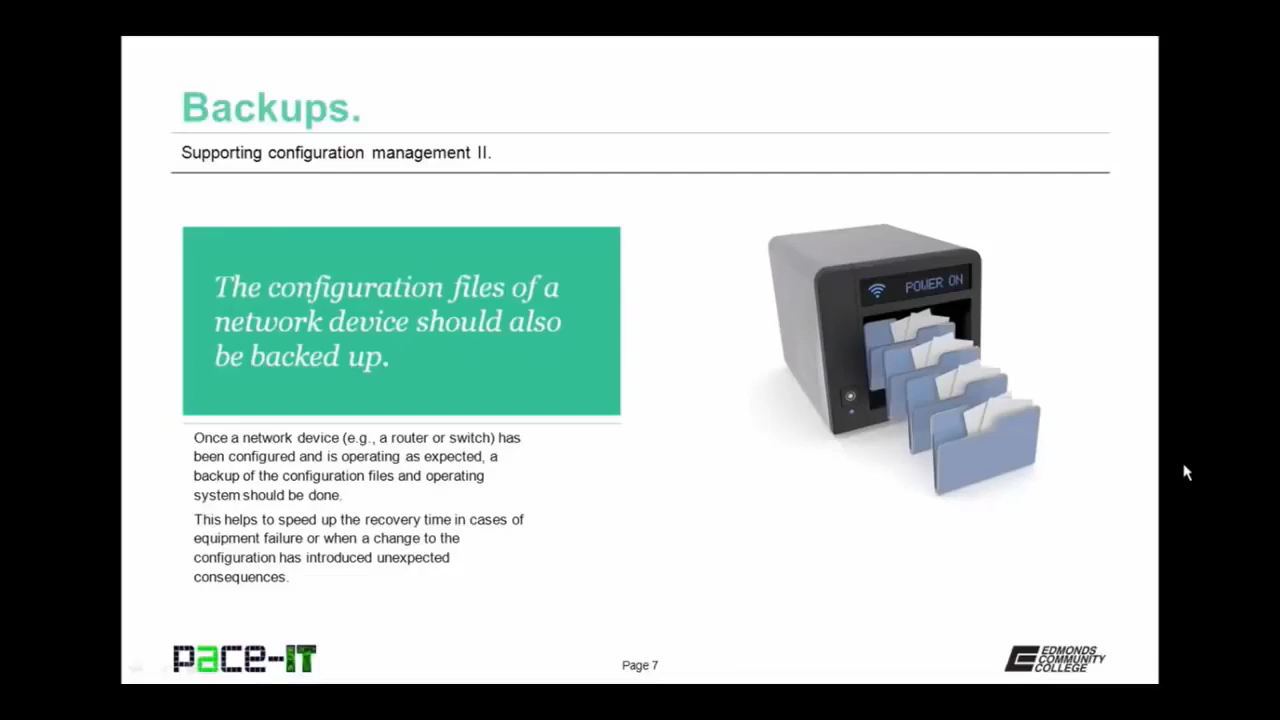 Backups.
Supporting configuration management II.
The configuration files of a
network device should also
be backed up.
POWER ON
Once a network device (e.g., a router or switch) has
been configured and is operating as expected, a
backup of the configuration files and operating
system should be done.
This helps to speed up the recovery time in cases of
equipment failure or when a change to the
configuration has introduced unexpected
consequences.
pace-IT
Page 7
EDMONDS
COMMUNITY
COLLEGE